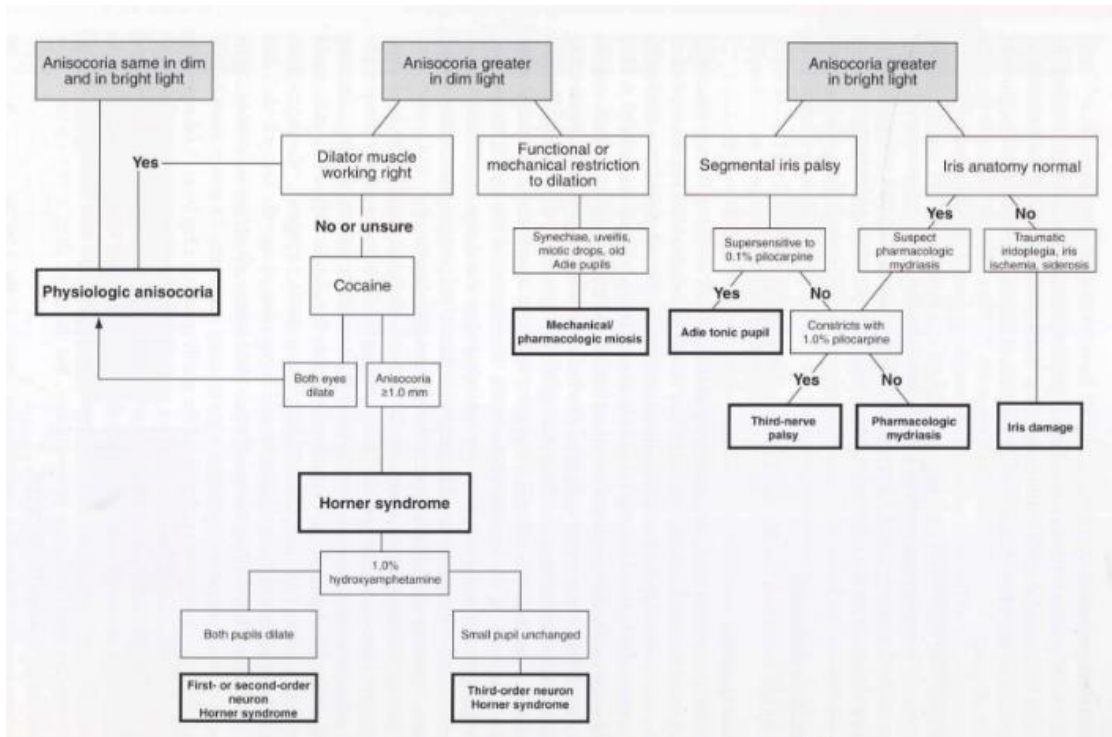 Anisocoria same in dim
and in bright light
Anisocoria greater
in dim light
Anisocoria greater
in bright light
Yes
Dilator muscle
working right
Functional or
mechanical restriction
to dilation
Segmental iris palsy
Iris anatomy normal
No or unsure
Yes
No
Synechiae, uveitis,
miotic drops, old
Adie pupils
Supersensitive to
0.1% pilocarpine
Suspect
pharmacologic
mydriasis
Traumatic
iridoplegia, iris
ischemia, siderosis
Physiologic anisocoria
Cocaine
Yes
No
Mechanical/
pharmacologic miosis
Adie tonic pupil
Constricts with
1.0% pilocarpine
Both eyes
dilate
Anisocoria
≥1.0 mm
Yes
No
Third-nerve
palsy
Pharmacologic
mydriasis
Iris damage
Horner syndrome
1.0%
hydroxyamphetamine
Both pupils dilate
Small pupil unchanged
First- or second-order
neuron
Horner syndrome
Third-order neuron
Horner syndrome